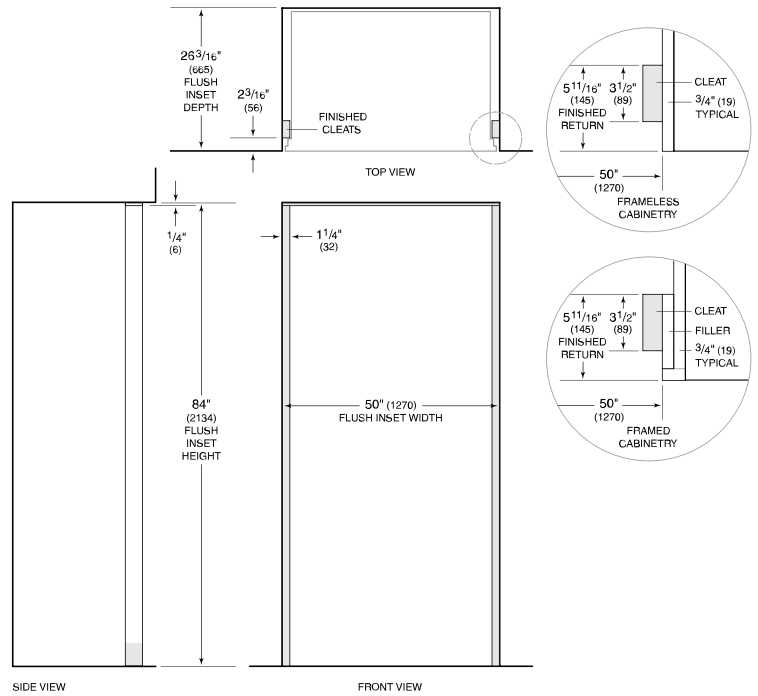 26 3/16"
(665)
FLUSH
INSET
DEPTH
2 3/16"
(56)
FINISHED
CLEATS
TOP VIEW
5 11/16"
(145)
FINISHED
RETURN
3 1/2"
(89)
CLEAT
3/4" (19)
TYPICAL
50"
(1270)
FRAMELESS
CABINETRY
1/4"
(6)
1 1/4"
(32)
84"
(2134)
FLUSH
INSET
HEIGHT
50" (1270)
FLUSH INSET WIDTH
5 11/16"
(145)
FINISHED
RETURN
3 1/2"
(89)
CLEAT
FILLER
3/4" (19)
TYPICAL
50"
(1270)
FRAMED
CABINETRY
SIDE VIEW
FRONT VIEW